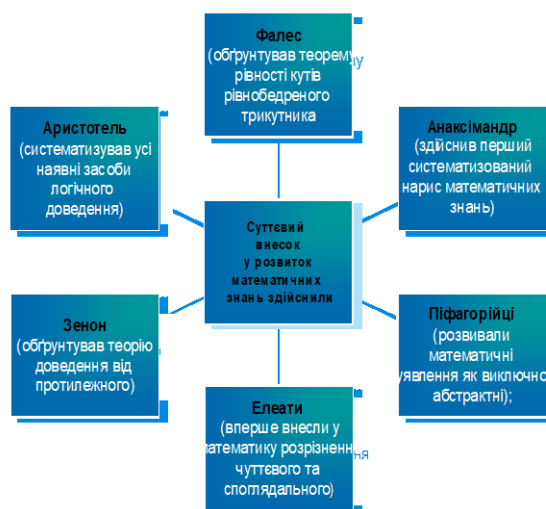 Фалес
(обґрунтував теорему
рівності кутів
рівнобедреного
трикутника
Аристотель
(систематизував усі
наявні засоби
логічного
доведення)
Анаксімандр
(здійснив перший
систематизований
нарис математичних
знань)
Суттєвий
внесок
у розвиток
математичних
знань здійснили
Зенон
(обґрунтував теорію
доведення від
протилежного)
Піфагорійці
(розвивали
математичні
уявлення як виключно
абстрактні);
Елеати
(вперше внесли у
математику розрізнення
чуттєвого та
споглядального)